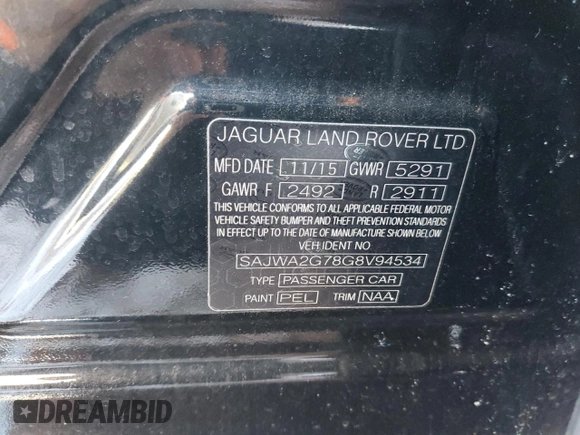 JAGUAR LAND ROVER LTD
MFD DATE 11/15 GVWR 5291
GAWR F 2492 R 2911
THIS VEHICLE CONFORMS TO ALL APPLICABLE FEDERAL MOTOR
VEHICLE SAFETY BUMPER AND THEFT PREVENTION STANDARDS
IN EFFECT UP TO THE DATE OF MANUFACTURE SHOWN BELOW
VEH IDENT NO
SAJWA2G78G8V94534
TYPE PASSENGER CAR
PAINT PEL TRIM NAA
DREAMBID